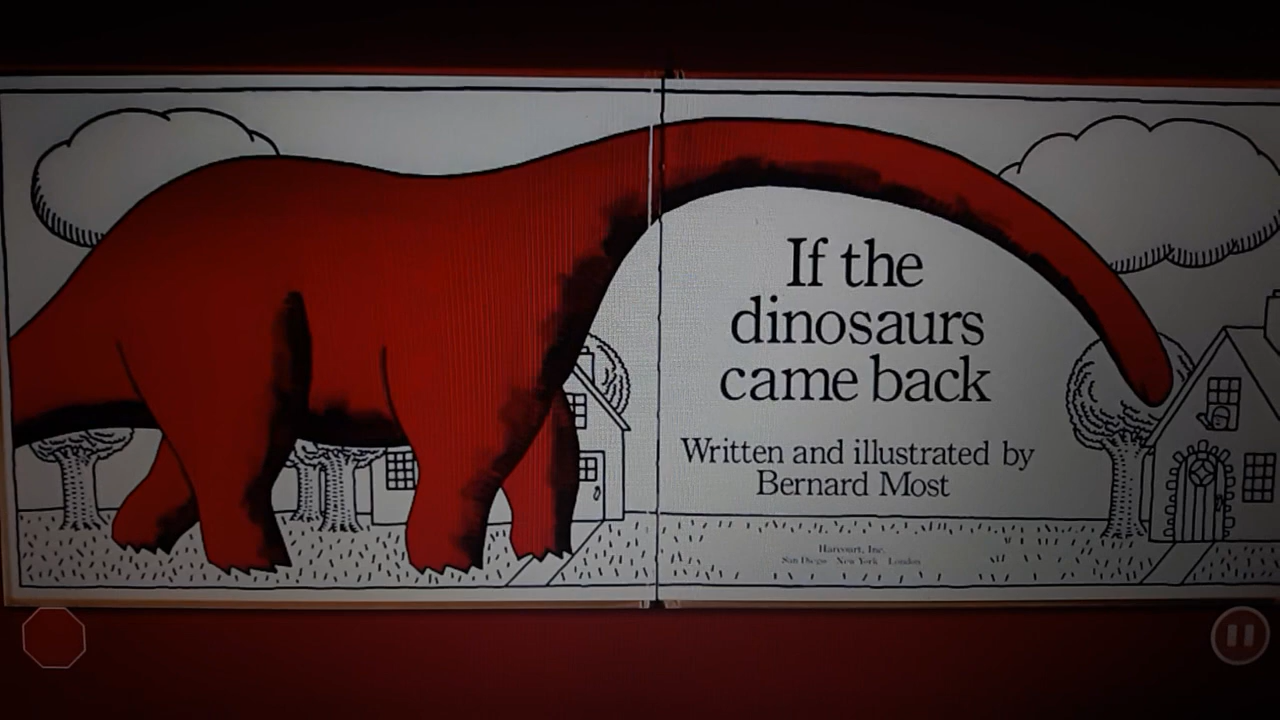 If the
dinosaurs
came back
Written and illustrated by
Bernard Most
Harcourt, Inc.
San Diego New York London